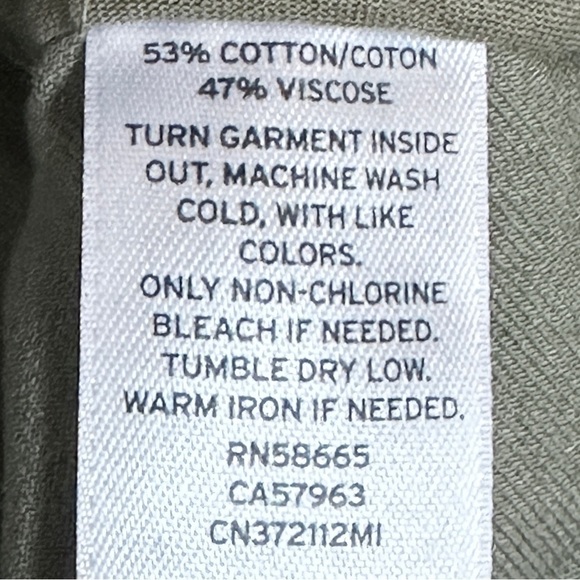 53% COTTON/COTON
47% VISCOSE
TURN GARMENT INSIDE
OUT, MACHINE WASH
COLD, WITH LIKE
COLORS.
ONLY NON-CHLORINE
BLEACH IF NEEDED.
TUMBLE DRY LOW.
WARM IRON IF NEEDED.
RN58665
CA57963
CN372112MI